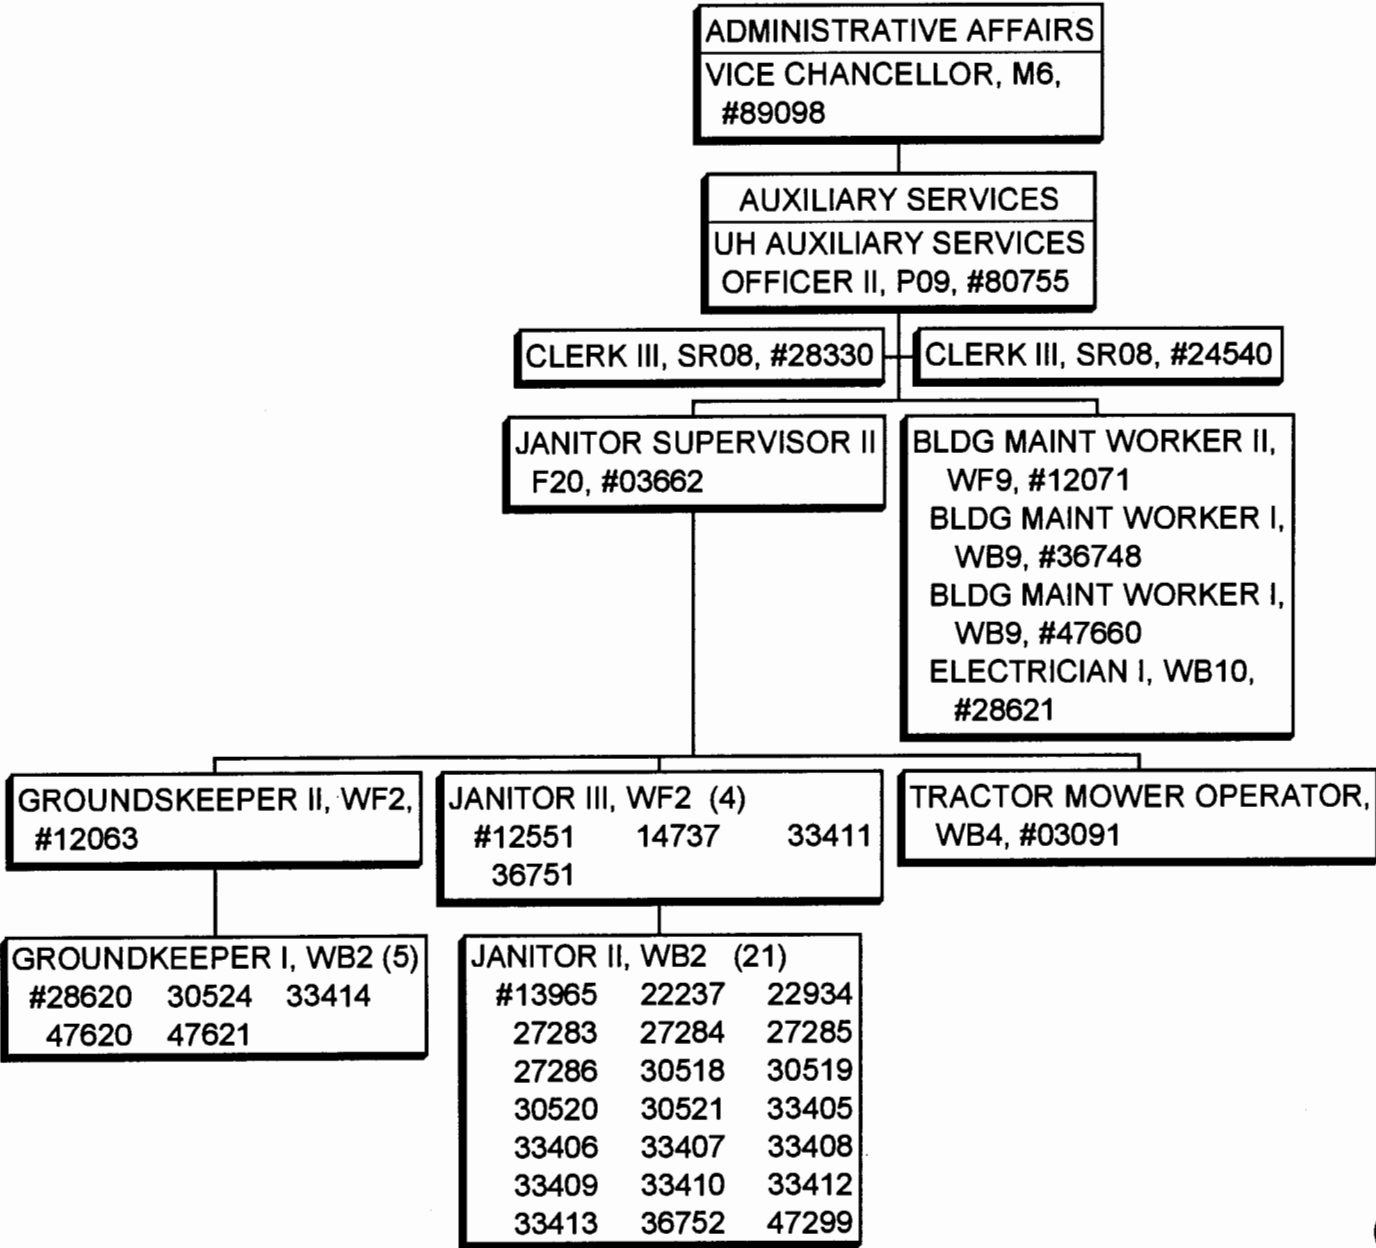 ADMINISTRATIVE AFFAIRS
VICE CHANCELLOR, M6,
#89098
AUXILIARY SERVICES
UH AUXILIARY SERVICES
OFFICER II, P09, #80755
CLERK III, SR08, #28330
CLERK III, SR08, #24540
JANITOR SUPERVISOR II
F20, #03662
BLDG MAINT WORKER II,
WF9, #12071
BLDG MAINT WORKER I,
WB9, #36748
BLDG MAINT WORKER I,
WB9, #47660
ELECTRICIAN I, WB10,
#28621
GROUNDSKEEPER II, WF2,
#12063
JANITOR III, WF2 (4)
#12551 14737 33411
36751
TRACTOR MOWER OPERATOR,
WB4, #03091
GROUNDKEEPER I, WB2 (5)
#28620 30524 33414
47620 47621
JANITOR II, WB2 (21)
#13965 22237 22934
27283 27284 27285
27286 30518 30519
30520 30521 33405
33406 33407 33408
33409 33410 33412
33413 36752 47299